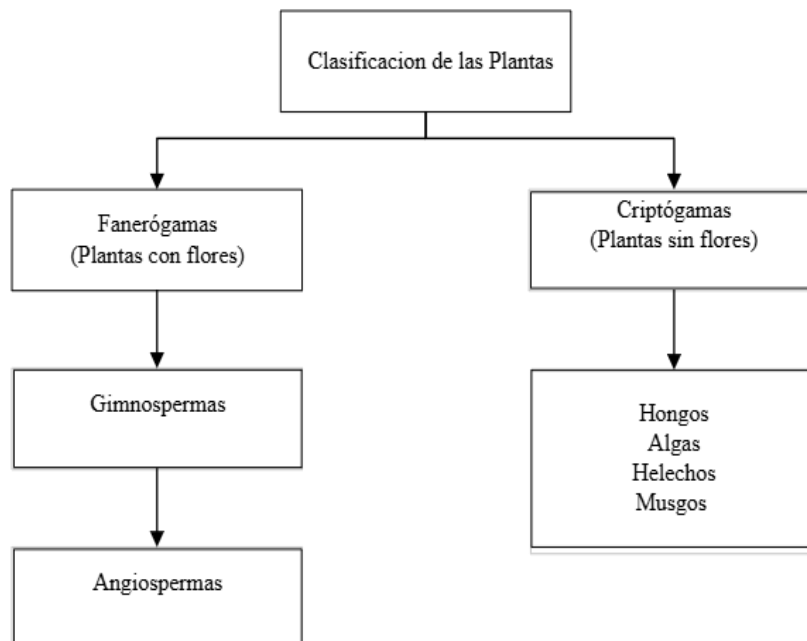 Clasificacion de las Plantas
Fanerógamas
(Plantas con flores)
Criptógamas
(Plantas sin flores)
Gimnospermas
Hongos
Algas
Helechos
Musgos
Angiospermas